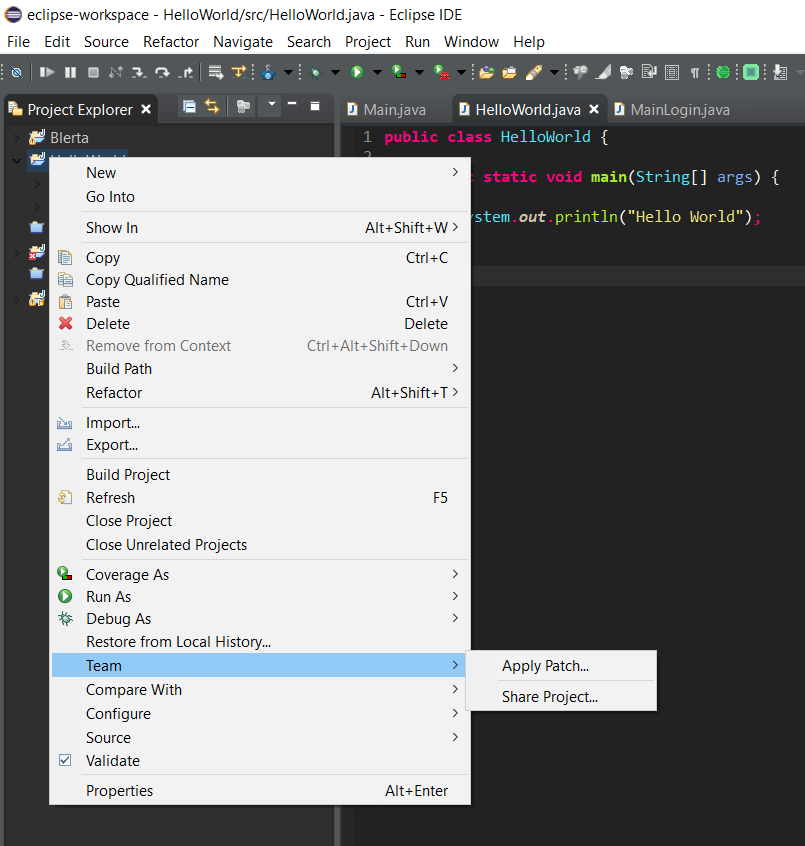 eclipse-workspace - HelloWorld/src/HelloWorld.java - Eclipse IDE
File Edit Source Refactor Navigate Search Project Run Window Help
Project Explorer
Main.java HelloWorld.java MainLogin.java
Blerta
1 public class HelloWorld {
2
static void main(String[] args) {
ystem.out.println("Hello World");
New
Go Into
Show In Alt+Shift+W
Copy Ctrl+C
Copy Qualified Name
Paste Ctrl+V
Delete Delete
Remove from Context Ctrl+Alt+Shift+Down
Build Path
Refactor Alt+Shift+T
Import...
Export...
Build Project
Refresh F5
Close Project
Close Unrelated Projects
Coverage As
Run As
Debug As
Restore from Local History...
Team
Compare With
Configure
Source
Validate
Properties Alt+Enter
Apply Patch...
Share Project...